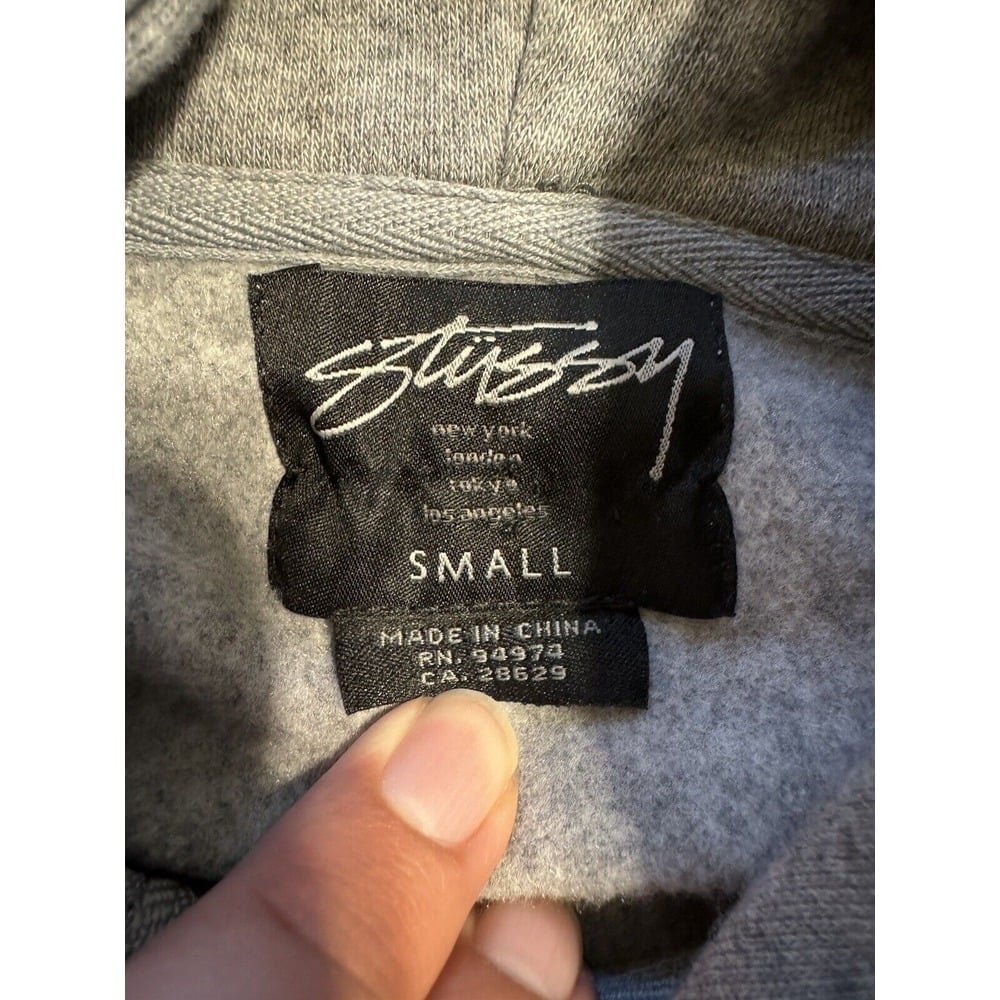 stüssy
new york
london
tokyo
los angeles
SMALL
MADE IN CHINA
RN. 94974
CA. 28629